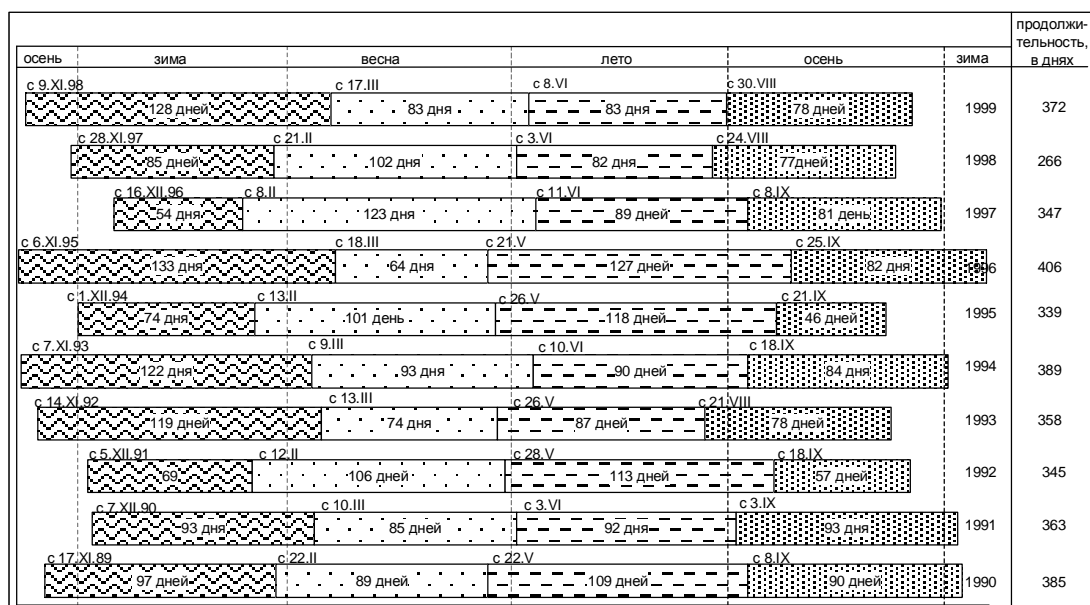 продолжи-
тельность,
в днях
осень зима весна лето осень зима
с 9.XI.98 с 17.III с 8.VI с 30.VIII
128 дней 83 дня 83 дня 78 дней 1999 372
с 28.XI.97 с 21.II с 3.VI с 24.VIII
85 дней 102 дня 82 дня 77дней 1998 266
с 16.XII.96 с 8.II с 11.VI с 8.IX
54 дня 123 дня 89 дней 81 день 1997 347
с 6.XI.95 с 18.III с 21.V с 25.IX
133 дня 64 дня 127 дней 82 дня 1996 406
с 1.XII.94 с 13.II с 26.V с 21.IX
74 дня 101 день 118 дней 46 дней 1995 339
с 7.XI.93 с 9.III с 10.VI с 18.IX
122 дня 93 дня 90 дней 84 дня 1994 389
с 14.XI.92 с 13.III с 26.V с 21.VIII
119 дней 74 дня 87 дней 78 дней 1993 358
с 5.XII.91 с 12.II с 28.V с 18.IX
69 106 дней 113 дней 57 дней 1992 345
с 7.XII.90 с 10.III с 3.VI с 3.IX
93 дня 85 дней 92 дня 93 дня 1991 363
с 17.XI.89 с 22.II с 22.V с 8.IX
97 дней 89 дней 109 дней 90 дней 1990 385